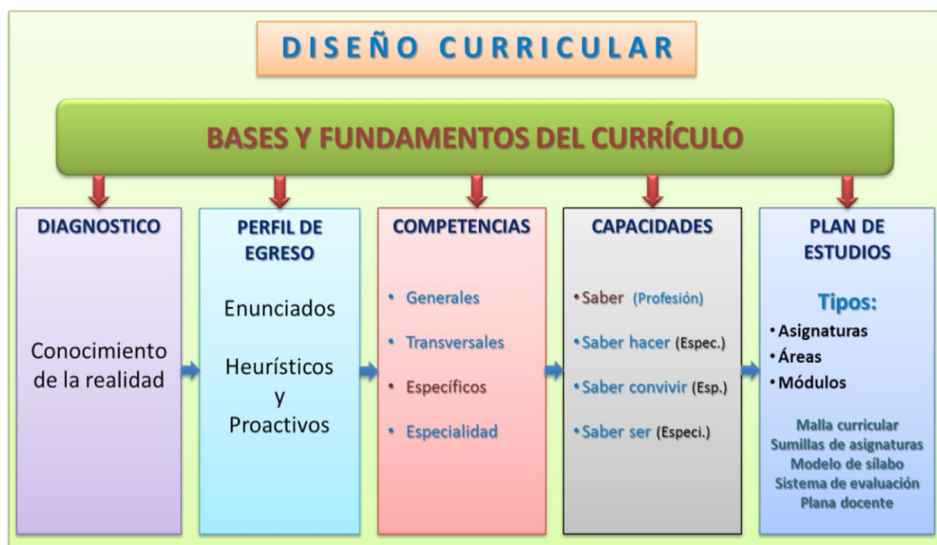 DISEÑO CURRICULAR
BASES Y FUNDAMENTOS DEL CURRÍCULO
DIAGNOSTICO
Conocimiento
de la realidad
PERFIL DE
EGRESO
Enunciados
Heurísticos
y
Proactivos
COMPETENCIAS
• Generales
• Transversales
• Específicos
• Especialidad
CAPACIDADES
• Saber (Profesión)
• Saber hacer (Espec.)
• Saber convivir (Esp.)
• Saber ser (Especi.)
PLAN DE
ESTUDIOS
Tipos:
• Asignaturas
• Áreas
• Módulos
Malla curricular
Sumillas de asignaturas
Modelo de sílabo
Sistema de evaluación
Plana docente